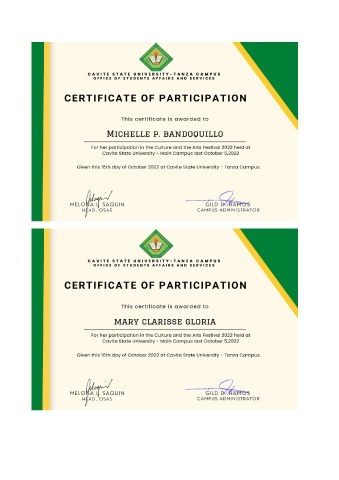 CAVITE STATE UNIVERSITY-TANZA CAMPUS
OFFICE OF STUDENTS AFFAIRS AND SERVICES
CERTIFICATE OF PARTICIPATION
This certificate is awarded to
MICHELLE P. BANDOQUILLO
For her participation in the Culture and the Arts Festival 2022 held at
Cavite State University - Main Campus last October 5,2022
Given this 15th day of October 2022 at Cavite State University - Tanza Campus.
MELONA I. SAQUIN
GILD D. RAMOS
HEAD, OSAS
CAMPUS ADMINISTRATOR
CAVITE STATE UNIVERSITY-TANZA CAMPUS
OFFICE OF STUDENTS AFFAIRS AND SERVICES
CERTIFICATE OF PARTICIPATION
This certificate is awarded to
MARY CLARISSE GLORIA
For her participation in the Culture and the Arts Festival 2022 held at
Cavite State University - Main Campus last October 5,2022
Given this 15th day of October 2022 at Cavite State University - Tanza Campus.
MELONA I. SAQUIN
GILD D. RAMOS
HEAD, OSAS
CAMPUS ADMINISTRATOR